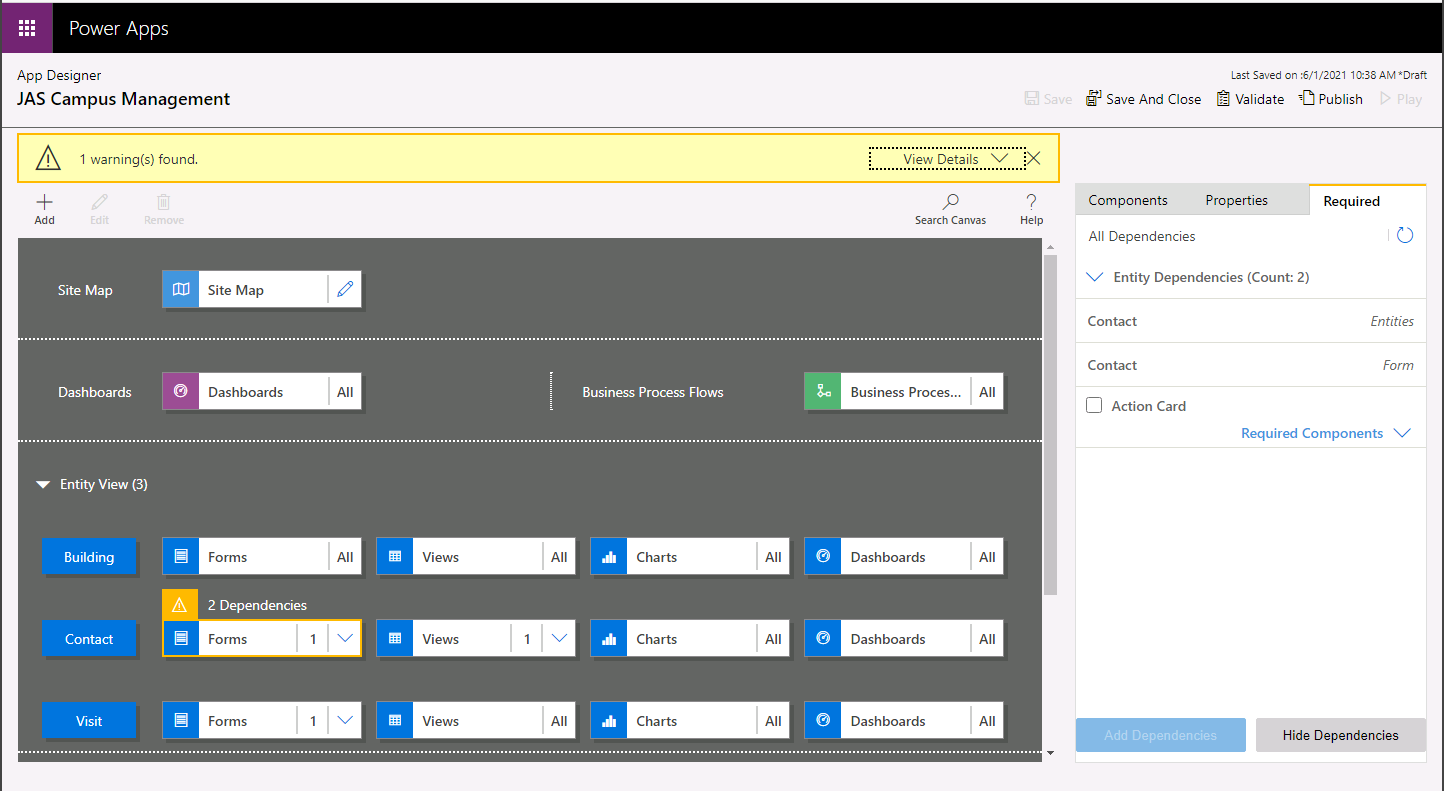 Power Apps
App Designer
Last Saved on :6/1/2021 10:38 AM *Draft
JAS Campus Management
Save
Save And Close
Validate
Publish
Play
1 warning(s) found.
View Details
Add
Edit
Remove
Search Canvas
Help
Site Map
Site Map
Dashboards
Dashboards
All
Business Process Flows
Business Proces...
All
Entity View (3)
Building
Forms
All
Views
All
Charts
All
Dashboards
All
2 Dependencies
Contact
Forms
1
Views
1
Charts
All
Dashboards
All
Visit
Forms
1
Views
All
Charts
All
Dashboards
All
Components
Properties
Required
All Dependencies
Entity Dependencies (Count: 2)
Contact
Entities
Contact
Form
Action Card
Required Components
Add Dependencies
Hide Dependencies